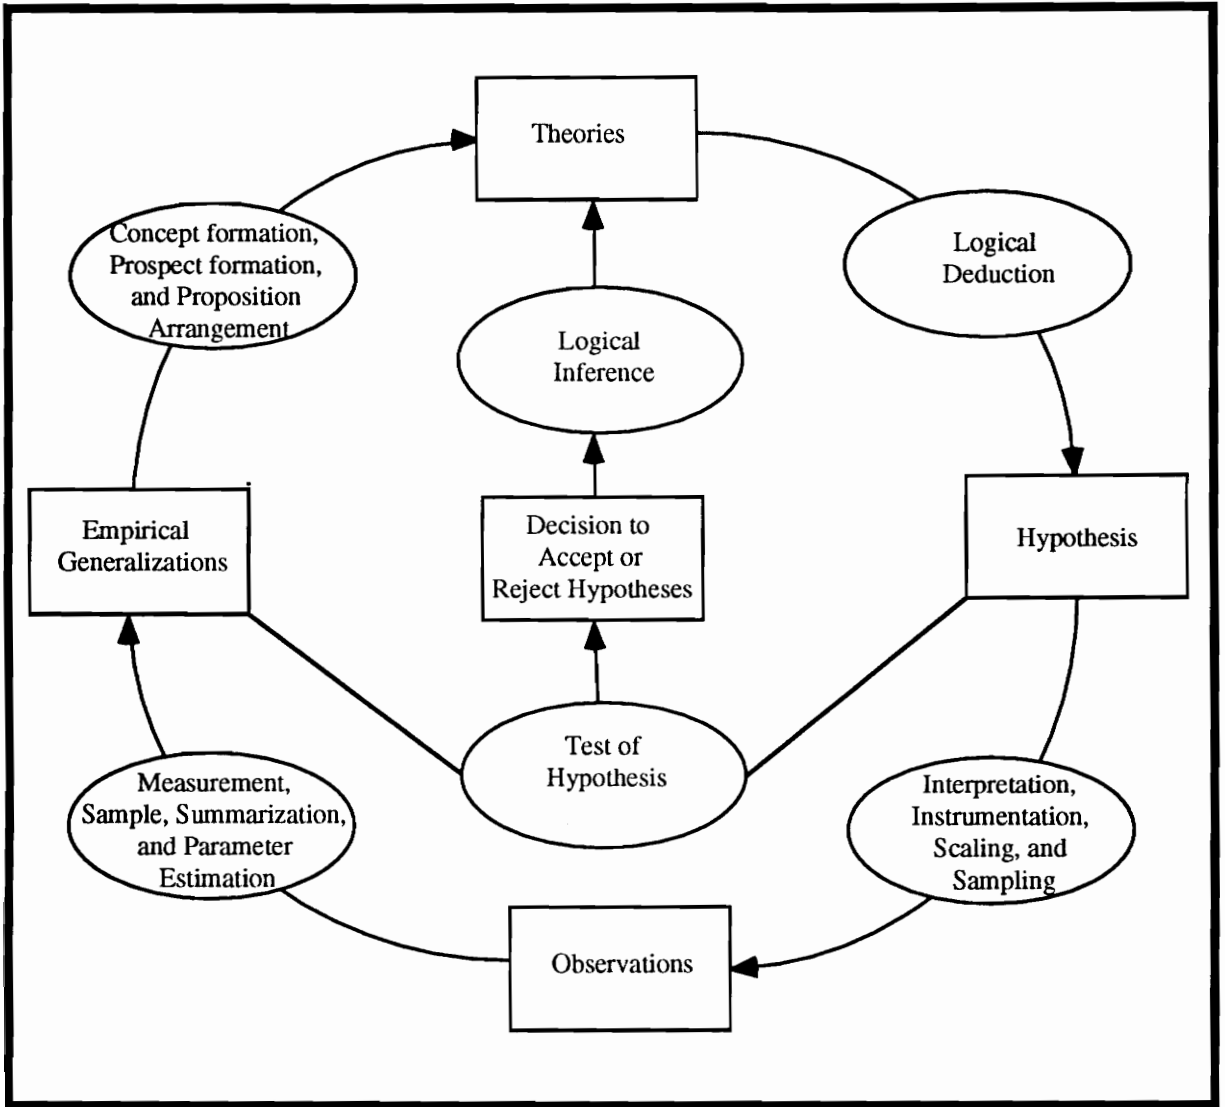 Theories
Concept formation,
Prospect formation,
and Proposition
Arrangement
Logical
Deduction
Logical
Inference
Empirical
Generalizations
Decision to
Accept or
Reject Hypotheses
Hypothesis
Measurement,
Sample, Summarization,
and Parameter
Estimation
Test of
Hypothesis
Interpretation,
Instrumentation,
Scaling, and
Sampling
Observations